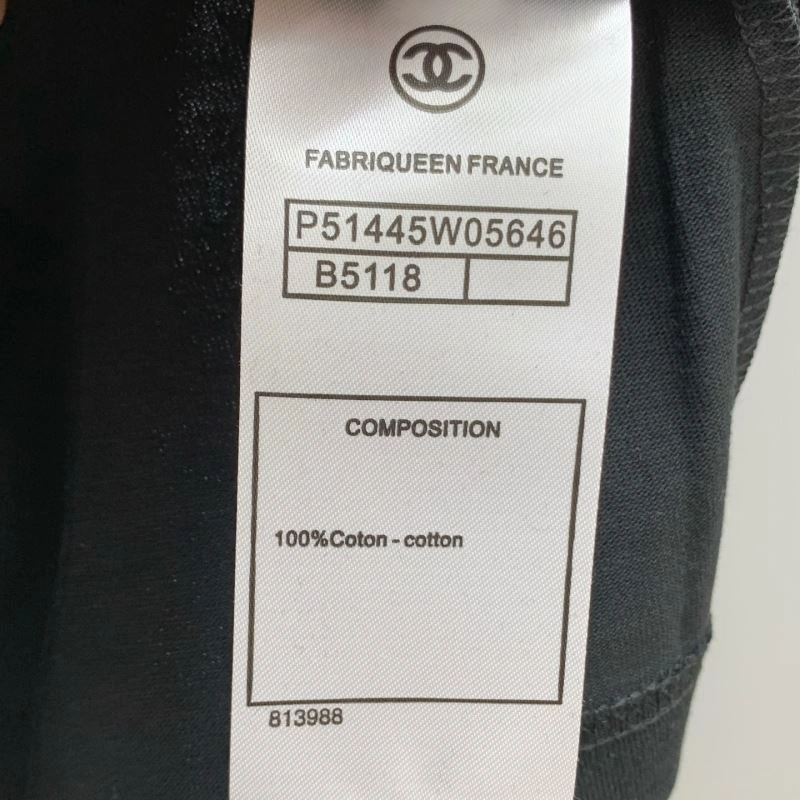 FABRIQUEEN FRANCE
P51445W05646
B5118
COMPOSITION
100%Coton - cotton
813988